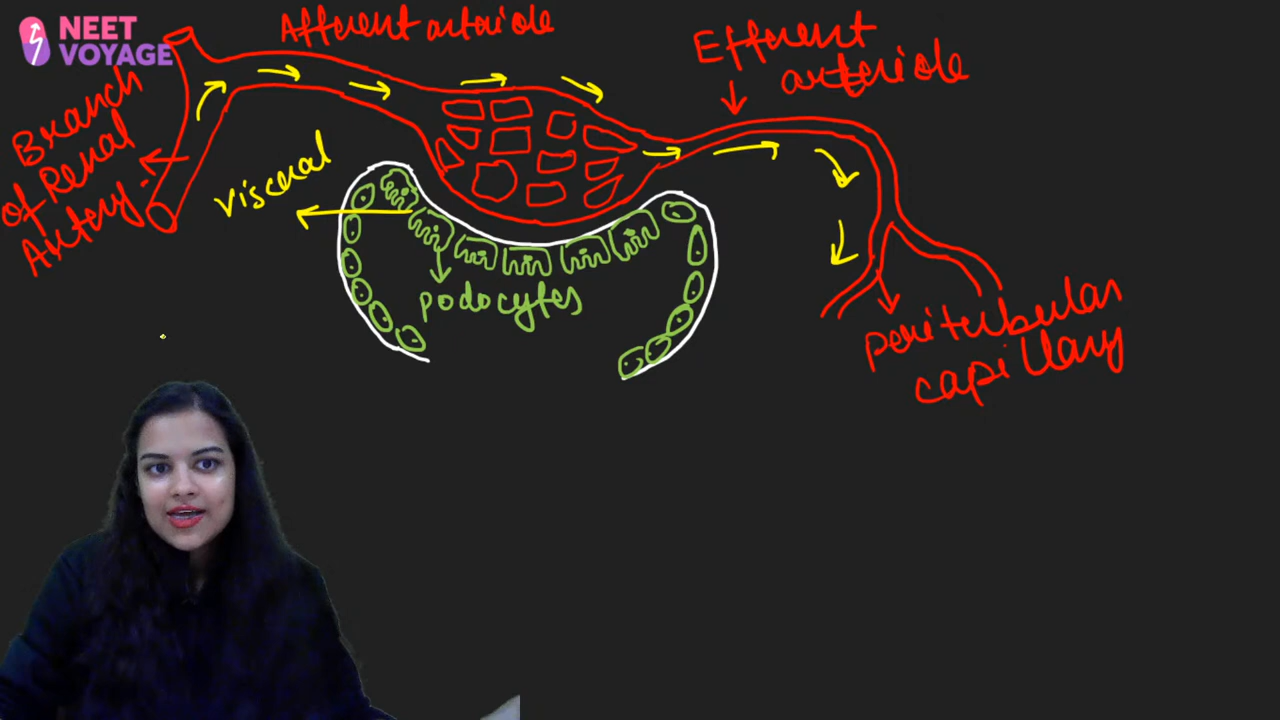 NEET
VOYAGE
Afferent arteriole
Efferent
arteriole
Branch
of Renal
Artery
visceral
podocytes
peritubular
capillary